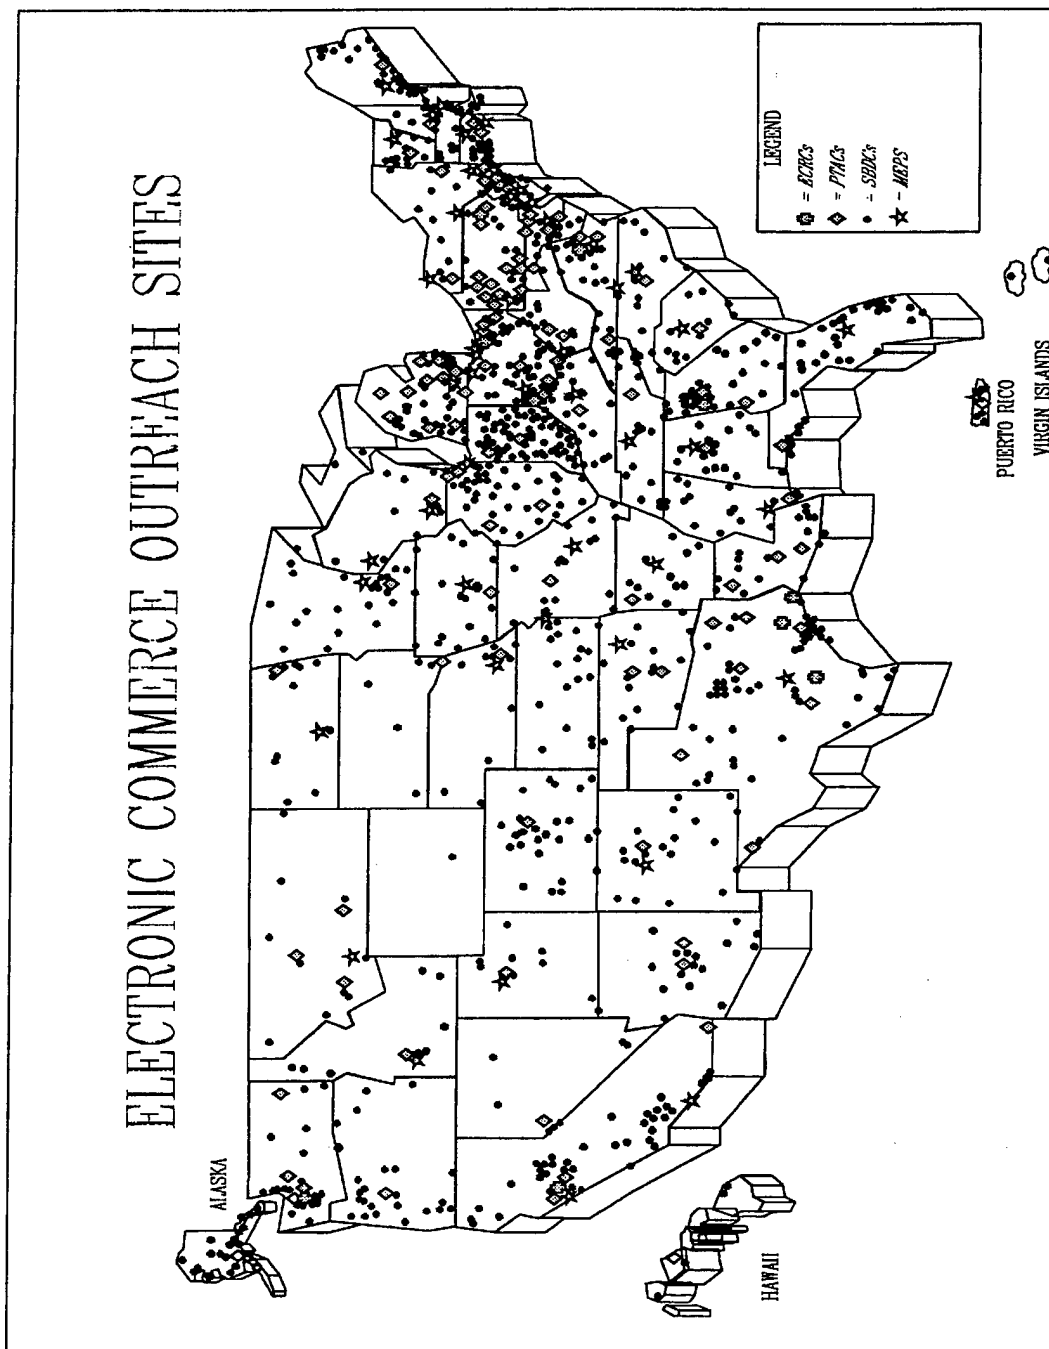 ELECTRONIC COMMERCE OUTREACH SITES
ALASKA
HAWAII
PUERTO RICO
VIRGIN ISLANDS
LEGEND
= ECRCs
= PTACs
- SBDCs
- MEPS